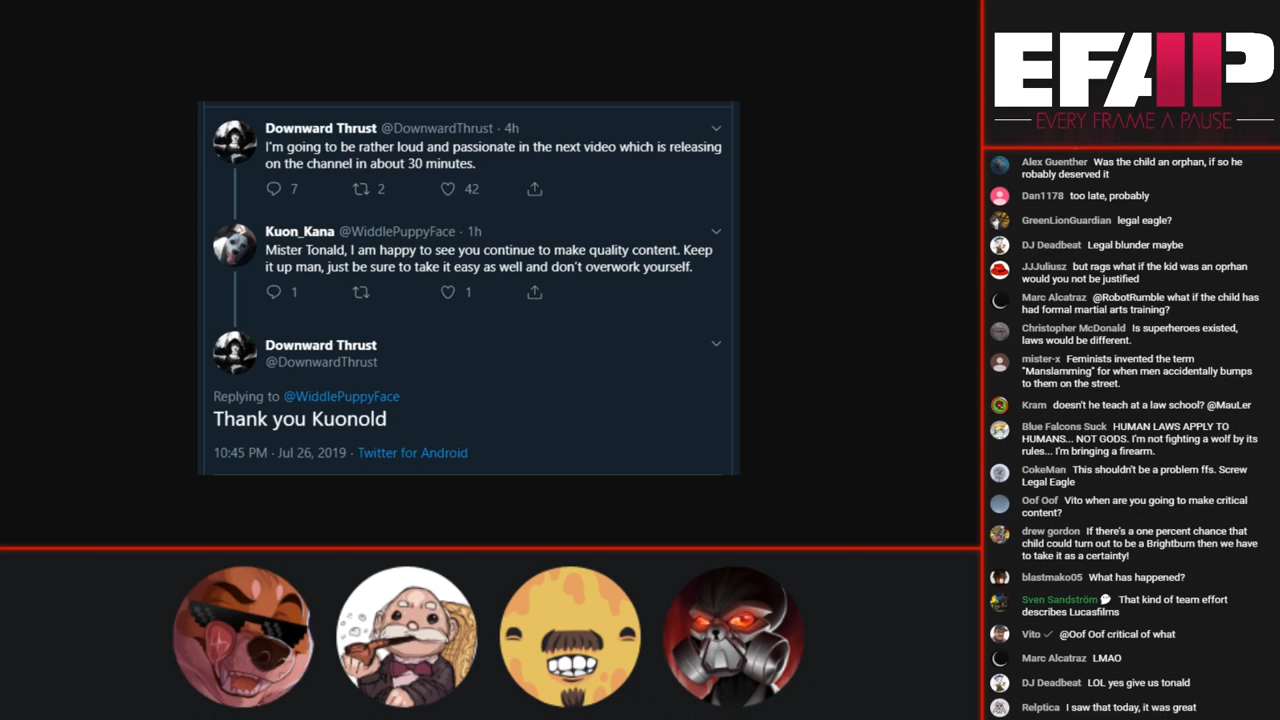 Downward Thrust @DownwardThrust · 4h
I'm going to be rather loud and passionate in the next video which is releasing
on the channel in about 30 minutes.
7 2 42
Kuon_Kana @WiddlePuppyFace · 1h
Mister Tonald, I am happy to see you continue to make quality content. Keep
it up man, just be sure to take it easy as well and don't overwork yourself.
1 1
Downward Thrust
@DownwardThrust
Replying to @WiddlePuppyFace
Thank you Kuonold
10:45 PM · Jul 26, 2019 · Twitter for Android
EFAP
EVERY FRAME A PAUSE
Alex Guenther Was the child an orphan, if so he
robably deserved it
Dan1178 too late, probably
GreenLionGuardian legal eagle?
DJ Deadbeat Legal blunder maybe
JJJuliusz but rags what if the kid was an oprhan
would you not be justified
Marc Alcatraz @RobotRumble what if the child has
had formal martial arts training?
Christopher McDonald Is superheroes existed,
laws would be different.
mister-x Feminists invented the term
"Manslamming" for when men accidentally bumps
to them on the street.
Kram doesn't he teach at a law school? @MauLer
Blue Falcons Suck HUMAN LAWS APPLY TO
HUMANS... NOT GODS. I'm not fighting a wolf by its
rules... I'm bringing a firearm.
CokeMan This shouldn't be a problem ffs. Screw
Legal Eagle
Oof Oof Vito when are you going to make critical
content?
drew gordon If there's a one percent chance that
child could turn out to be a Brightburn then we have
to take it as a certainty!
blastmako05 What has happened?
Sven Sandström That kind of team effort
describes Lucasfilms
Vito @Oof Oof critical of what
Marc Alcatraz LMAO
DJ Deadbeat LOL yes give us tonald
Relptica I saw that today, it was great